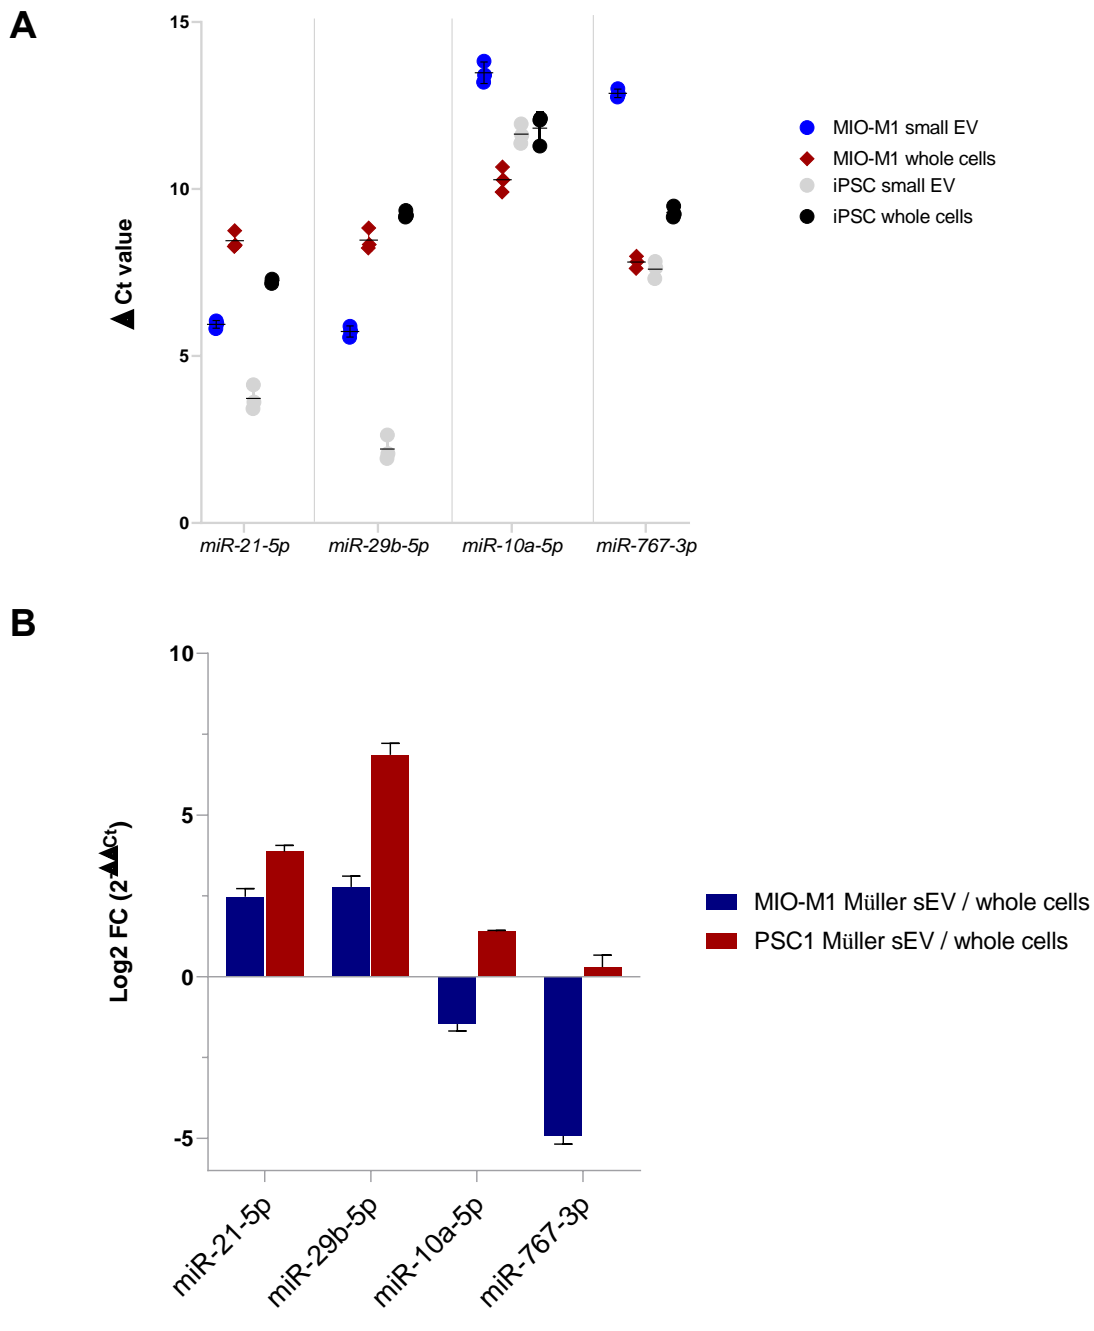 A
15
10
5
0
▲ Ct value
miR-21-5p miR-29b-5p miR-10a-5p miR-767-3p
MIO-M1 small EV
MIO-M1 whole cells
iPSC small EV
iPSC whole cells
B
10
5
0
-5
Log2 FC (2-▲▲Ct)
miR-21-5p
miR-29b-5p
miR-10a-5p
miR-767-3p
MIO-M1 Müller sEV / whole cells
PSC1 Müller sEV / whole cells